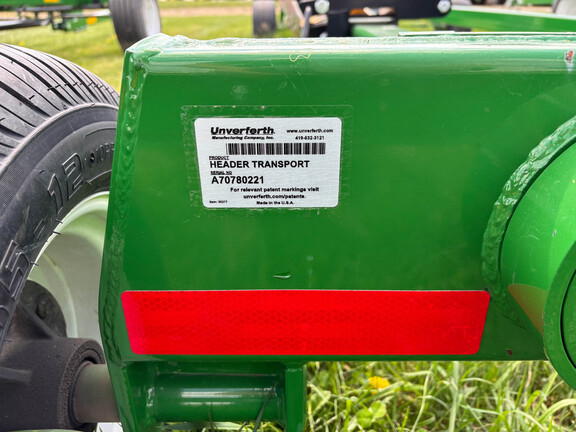 Unverferth. www.unverferth.com
Manufacturing Company, Inc. 419-532-3121
PRODUCT
HEADER TRANSPORT
SERIAL NO
A70780221
For relevant patent markings visit
unverferth.com/patents.
Made in the U.S.A.